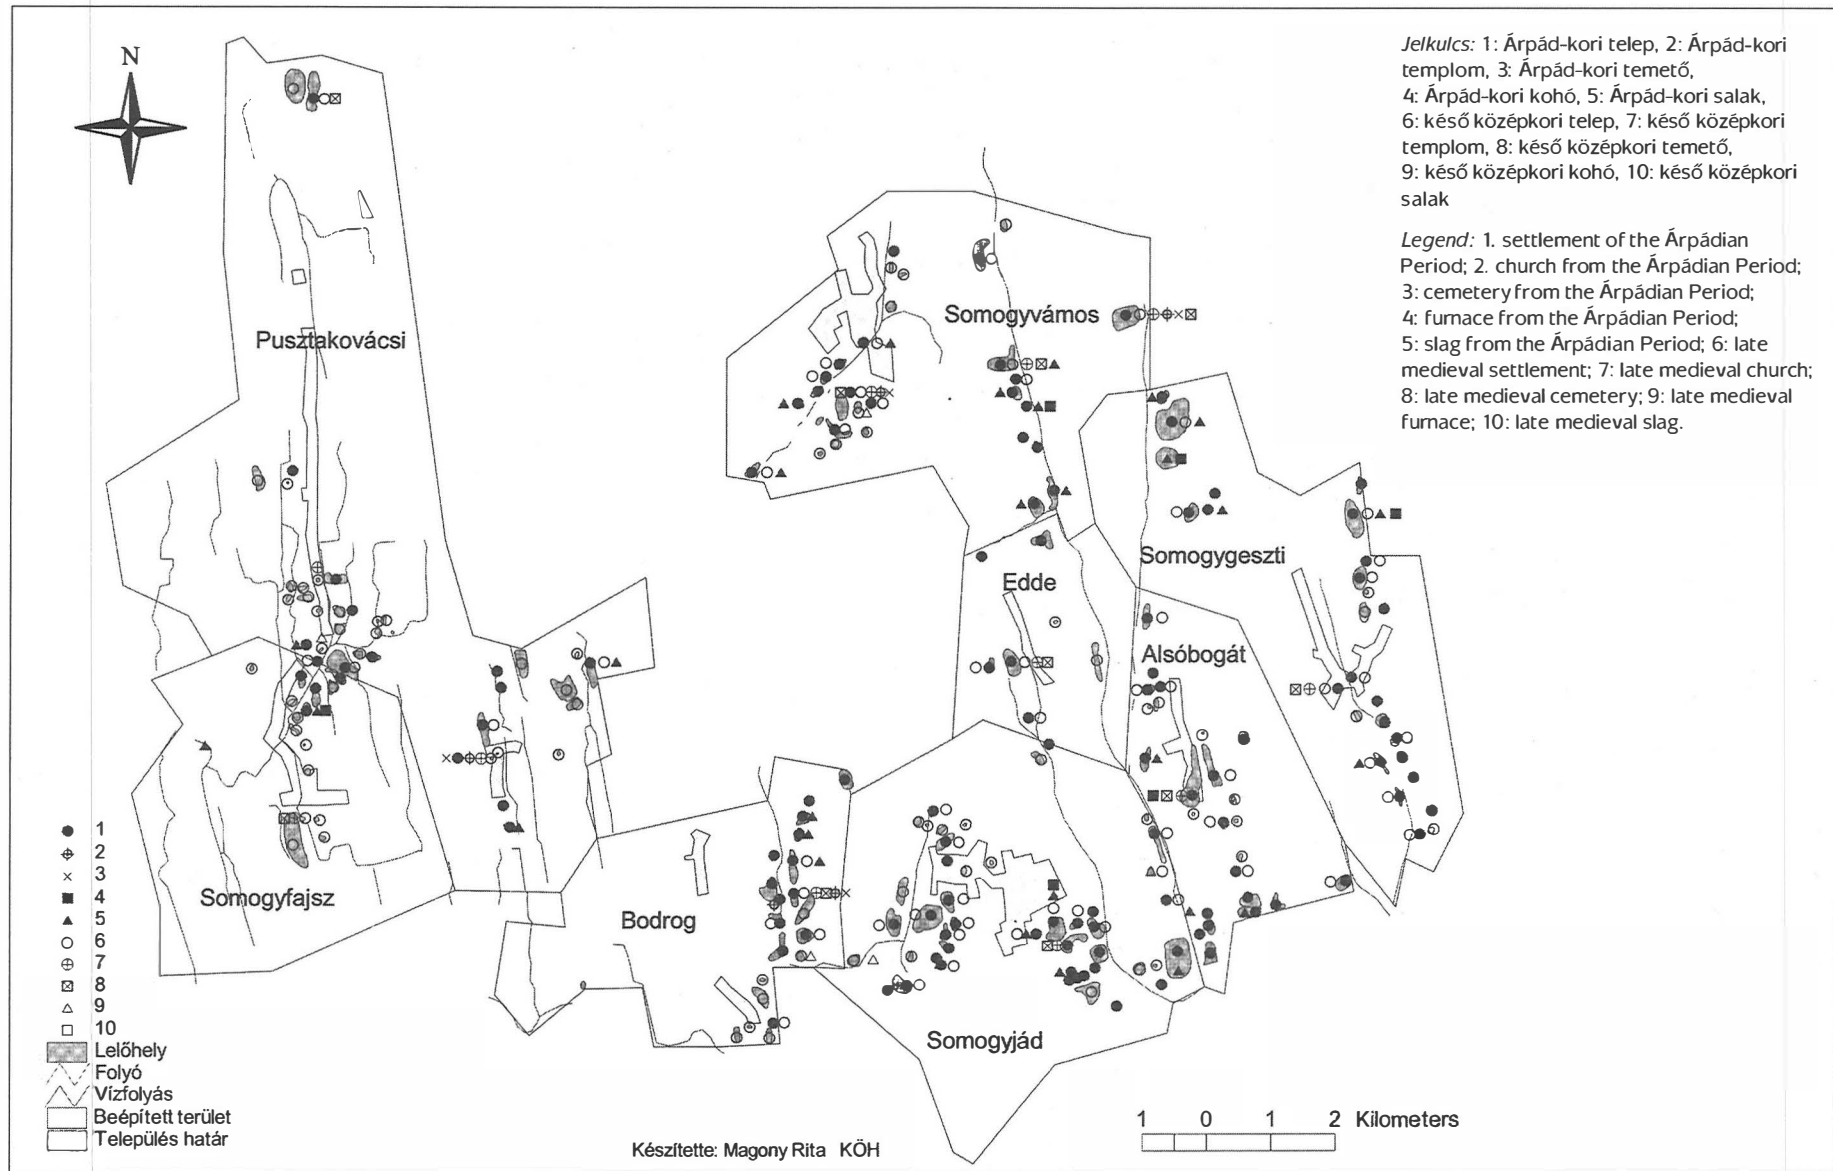 N
Jelkulcs: 1: Árpád-kori telep, 2: Árpád-kori
templom, 3: Árpád-kori temető,
4: Árpád-kori kohó, 5: Árpád-kori salak,
6: késő középkori telep, 7: késő középkori
templom, 8: késő középkori temető,
9: késő középkori kohó, 10: késő középkori
salak
Legend: 1. settlement of the Árpádian
Period; 2. church from the Árpádian Period;
3: cemetery from the Árpádian Period;
4: furnace from the Árpádian Period;
5: slag from the Árpádian Period; 6: late
medieval settlement; 7: late medieval church;
8: late medieval cemetery; 9: late medieval
furnace; 10: late medieval slag.
Somogyvámos
Pusztakovácsi
Somogygeszti
Edde
Alsóbogát
Somogyfajsz
Bodrog
Somogyjád
1
2
3
4
5
6
7
8
9
10
Lelőhely
Folyó
Vízfolyás
Beépített terület
Település határ
1 0 1 2 Kilometers
Készítette: Magony Rita KÖH